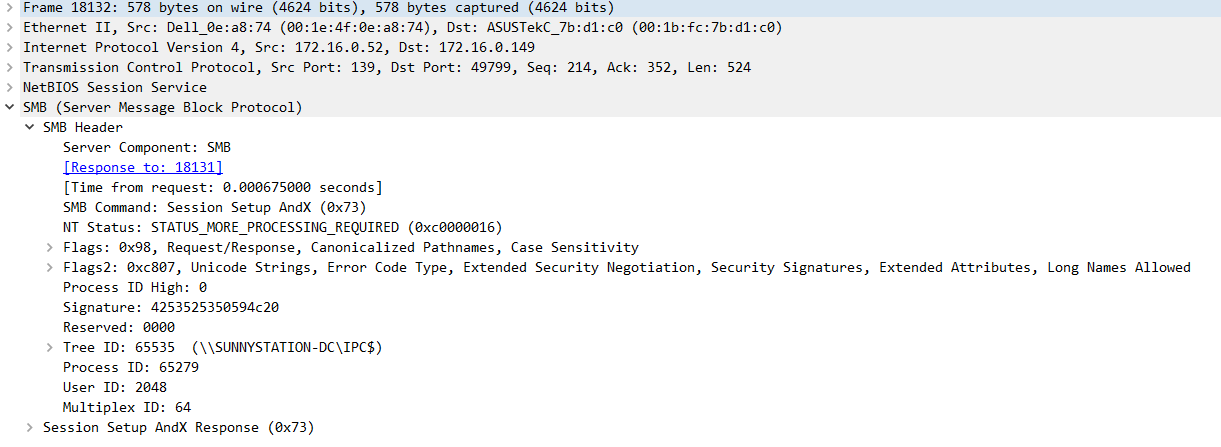 Frame 18132: 578 bytes on wire (4624 bits), 578 bytes captured (4624 bits)
Ethernet II, Src: Dell_0e:a8:74 (00:1e:4f:0e:a8:74), Dst: ASUSTekC_7b:d1:c0 (00:1b:fc:7b:d1:c0)
Internet Protocol Version 4, Src: 172.16.0.52, Dst: 172.16.0.149
Transmission Control Protocol, Src Port: 139, Dst Port: 49799, Seq: 214, Ack: 352, Len: 524
NetBIOS Session Service
SMB (Server Message Block Protocol)
SMB Header
Server Component: SMB
[Response to: 18131]
[Time from request: 0.000675000 seconds]
SMB Command: Session Setup AndX (0x73)
NT Status: STATUS_MORE_PROCESSING_REQUIRED (0xc0000016)
Flags: 0x98, Request/Response, Canonicalized Pathnames, Case Sensitivity
Flags2: 0xc807, Unicode Strings, Error Code Type, Extended Security Negotiation, Security Signatures, Extended Attributes, Long Names Allowed
Process ID High: 0
Signature: 4253525350594c20
Reserved: 0000
Tree ID: 65535  (\\SUNNYSTATION-DC\IPC$)
Process ID: 65279
User ID: 2048
Multiplex ID: 64
Session Setup AndX Response (0x73)